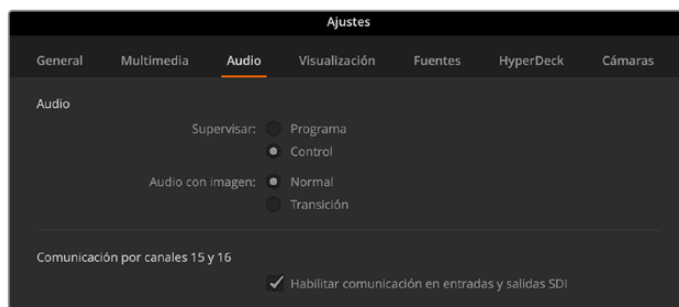 Ajustes
General Multimedia Audio Visualización Fuentes HyperDeck Cámaras
Audio
Supervisar: Programa
Control
Audio con imagen: Normal
Transición
Comunicación por canales 15 y 16
Habilitar comunicación en entradas y salidas SDI